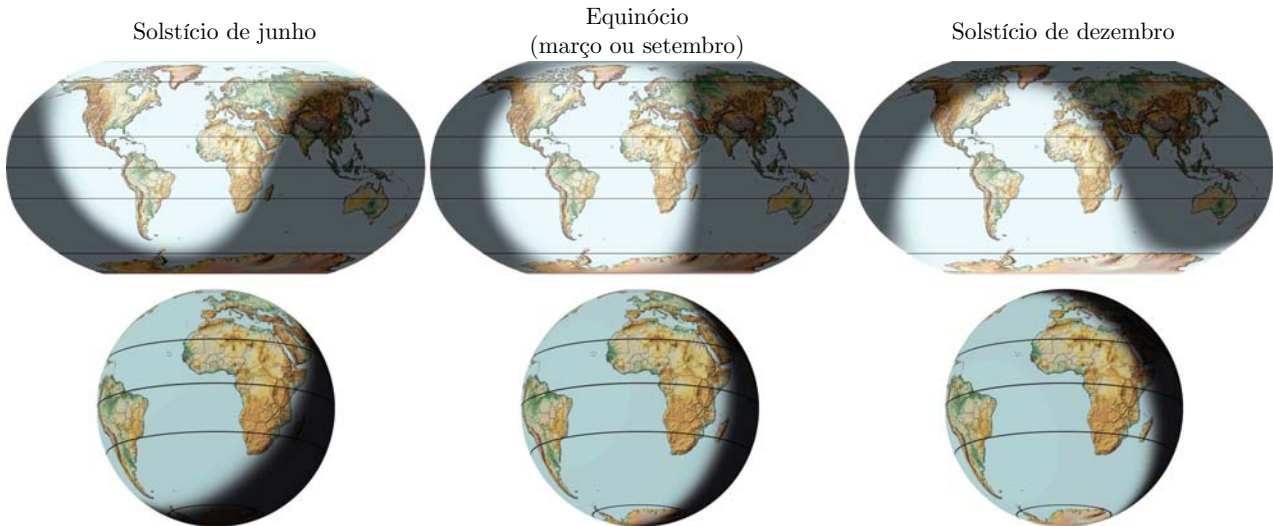 Solstício de junho
Equinócio
(março ou setembro)
Solstício de dezembro